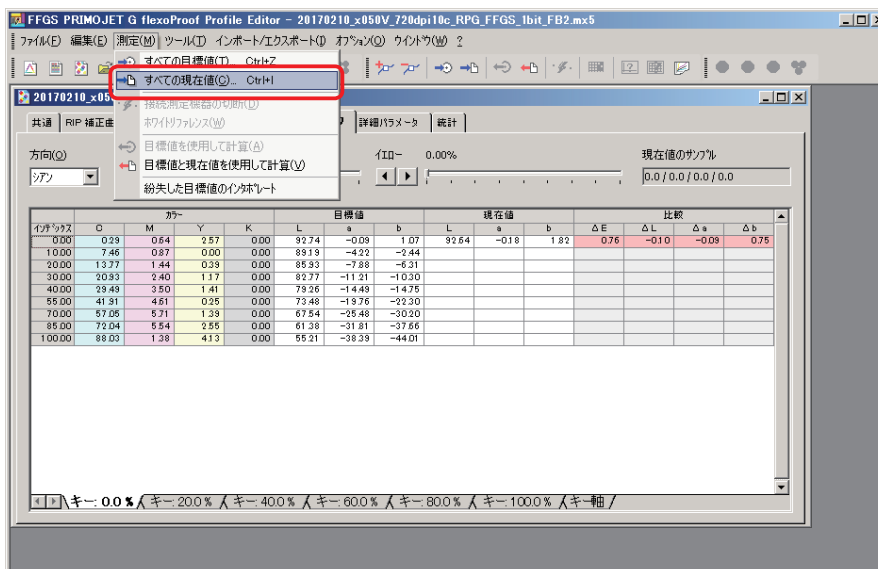 FFGS PRIMOJET G flexoProof Profile Editor - 20170210_x050V_720dpi10c_RPG_FFGS_1bit_FB2.mx5
ファイル(F) 編集(E) 測定(M) ツール(T) インポート/エクスポート(I) オプション(O) ウインドウ(W) ?
すべての目標値(T)... Ctrl+Z
すべての現在値(C)... Ctrl+I
接続測定機器の切断(D)
ホワイトリファレンス(W)
目標値を使用して計算(A)
目標値と現在値を使用して計算(V)
紛失した目標値のインタポレート
20170210_x05
共通 RIP 補正曲 詳細パラメータ 統計
方向(O) イエロー 0.00% 現在値のサンプル
シアン 0.0 / 0.0 / 0.0 / 0.0
カラー 目標値 現在値 比較
インデックス C M Y K L a b L a b ΔE ΔL Δa Δb
0.00 0.29 0.64 2.57 0.00 92.74 -0.09 1.07 92.64 -0.18 1.82 0.76 -0.10 -0.09 0.75
10.00 7.46 0.87 0.00 0.00 89.19 -4.22 -2.44
20.00 13.77 1.44 0.39 0.00 85.93 -7.88 -6.31
30.00 20.93 2.40 1.17 0.00 82.77 -11.21 -10.30
40.00 29.49 3.50 1.41 0.00 79.26 -14.49 -14.75
55.00 41.91 4.61 0.25 0.00 73.48 -19.76 -22.30
70.00 57.05 5.71 1.39 0.00 67.54 -25.48 -30.20
85.00 72.04 5.54 2.55 0.00 61.38 -31.81 -37.66
100.00 88.03 1.38 4.13 0.00 55.21 -38.39 -44.01
キー: 0.0 % キー: 20.0 % キー: 40.0 % キー: 60.0 % キー: 80.0 % キー: 100.0 % キー軸